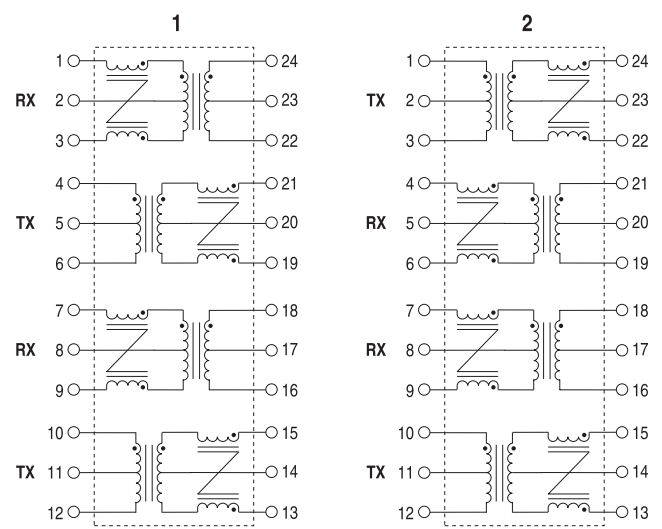 1 2
1 24 1 24
RX 2 23 TX 2 23
3 22 3 22
4 21 4 21
TX 5 20 RX 5 20
6 19 6 19
7 18 7 18
RX 8 17 RX 8 17
9 16 9 16
10 15 10 15
TX 11 14 TX 11 14
12 13 12 13